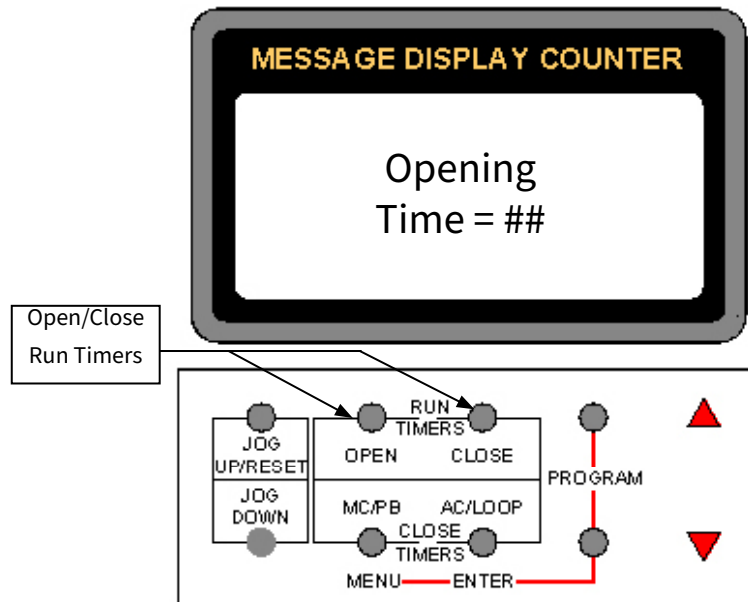 MESSAGE DISPLAY COUNTER
Opening
Time = ##
Open/Close
Run Timers
RUN
TIMERS
JOG
UP/RESET
OPEN
CLOSE
PROGRAM
JOG
DOWN
MC/PB
AC/LOOP
CLOSE
TIMERS
MENU
ENTER